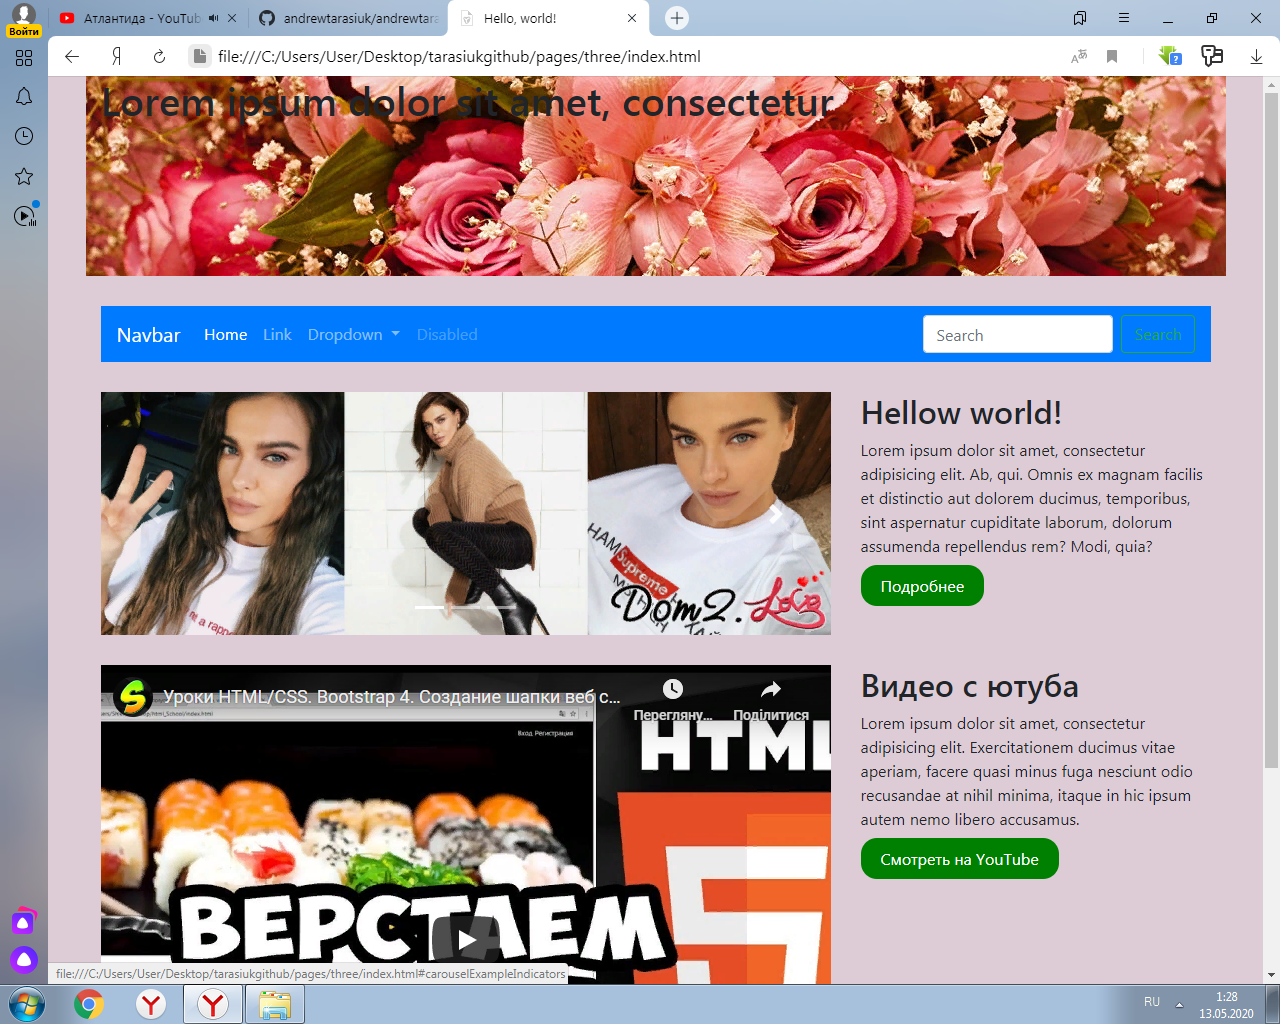 Атлантида - YouTub
andrewtarasiuk/andrewtara
Hello, world!
Войти
file:///C:/Users/User/Desktop/tarasiukgithub/pages/three/index.html
Lorem ipsum dolor sit amet, consectetur
Navbar Home Link Dropdown Disabled Search Search
Hellow world!
Lorem ipsum dolor sit amet, consectetur
adipisicing elit. Ab, qui. Omnis ex magnam facilis
et distinctio aut dolorem ducimus, temporibus,
sint aspernatur cupiditate laborum, dolorum
assumenda repellendus rem? Modi, quia?
Подробнее
Supreme
Dom2. Love
Уроки HTML/CSS. Bootstrap 4. Создание шапки веб с...
Перегляну... Поділитися
Вход Регистрация
HTML
ВЕРСТАЕМ
Видео с ютуба
Lorem ipsum dolor sit amet, consectetur
adipisicing elit. Exercitationem ducimus vitae
aperiam, facere quasi minus fuga nesciunt odio
recusandae at nihil minima, itaque in hic ipsum
autem nemo libero accusamus.
Смотреть на YouTube
file:///C:/Users/User/Desktop/tarasiukgithub/pages/three/index.html#carouselExampleIndicators
RU
1:28
13.05.2020